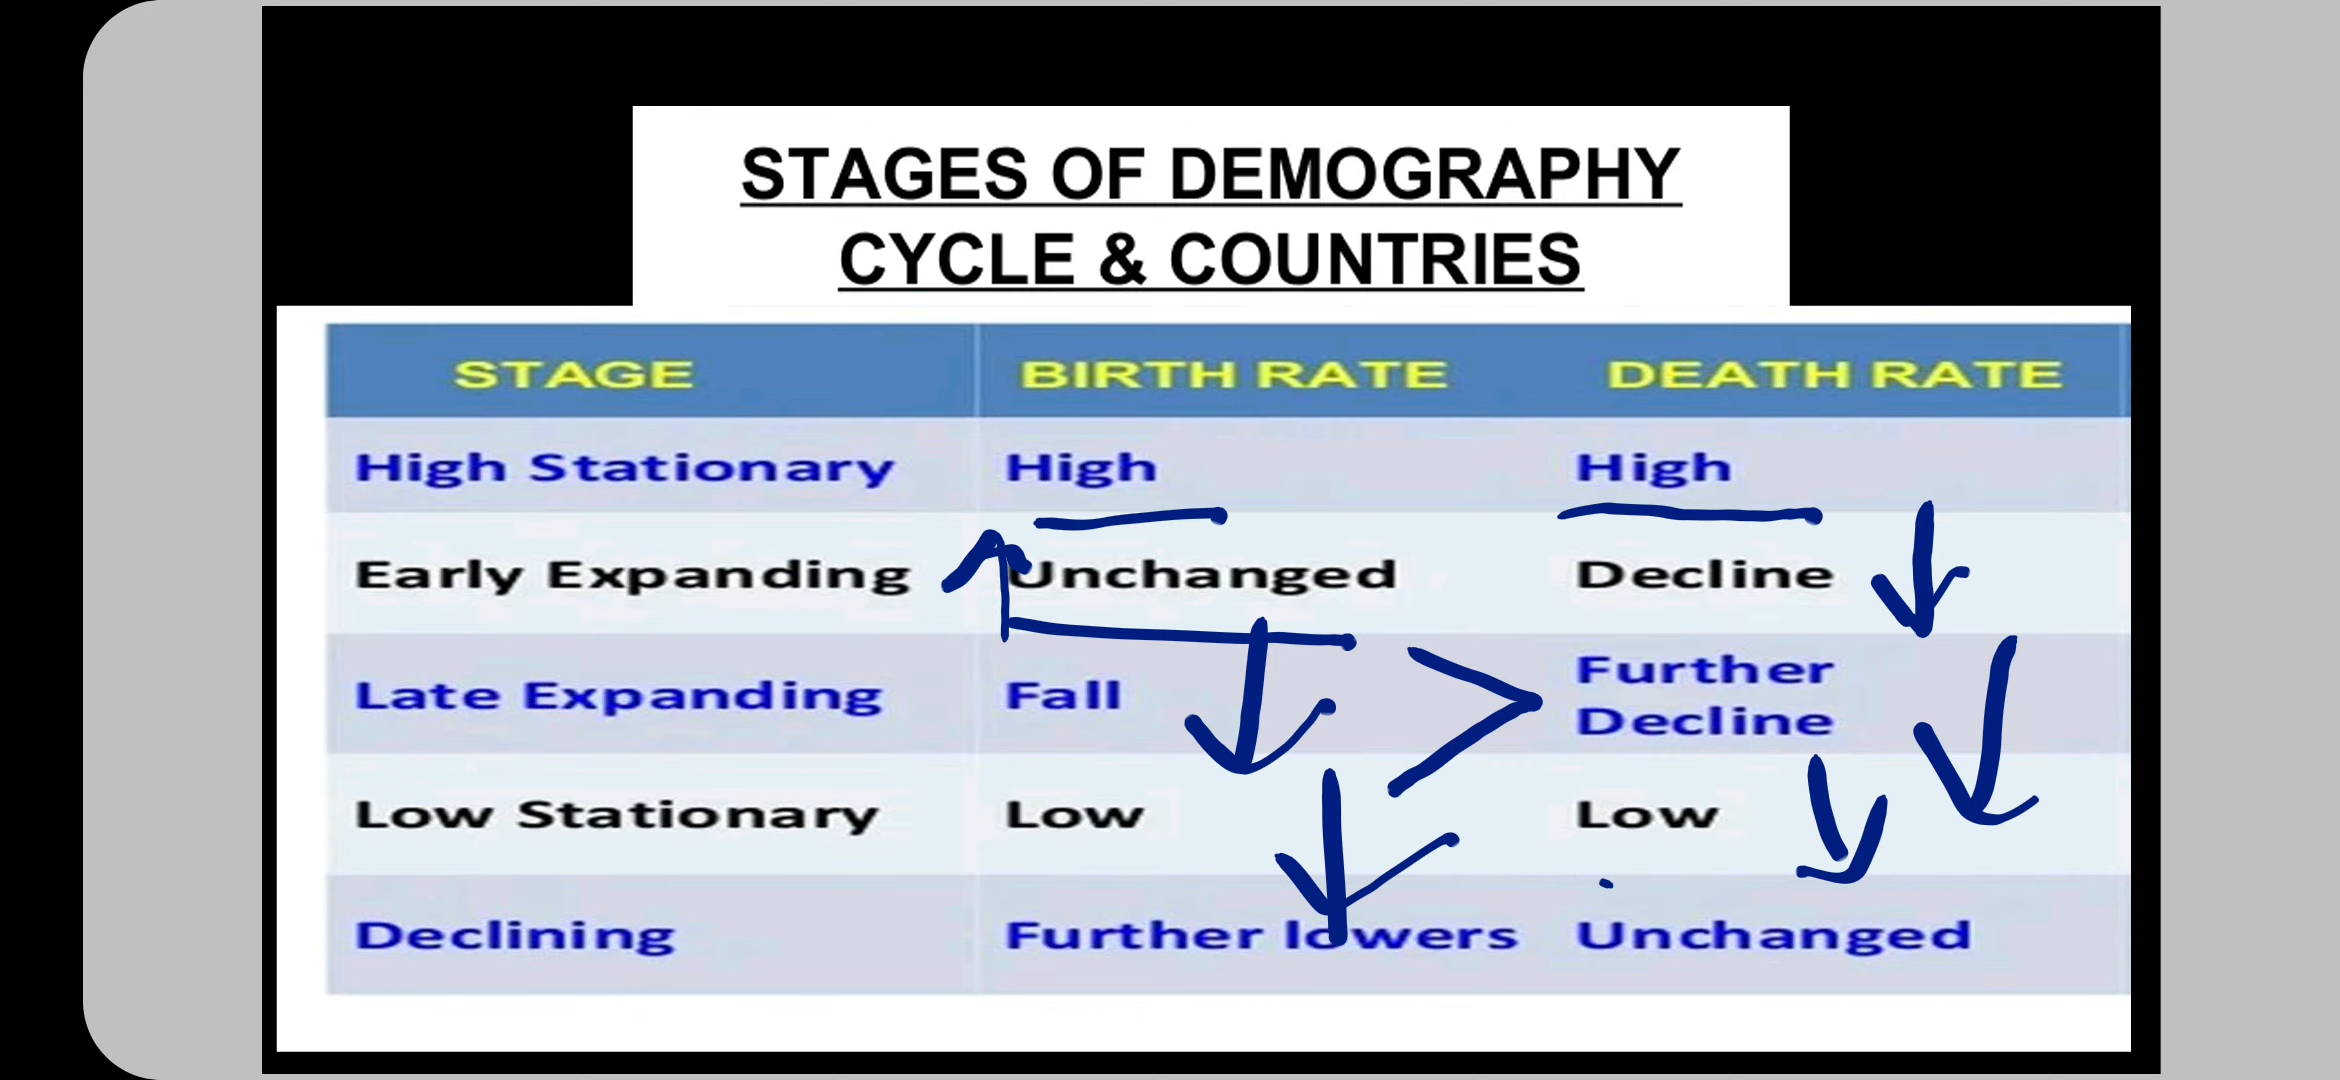 STAGES OF DEMOGRAPHY
CYCLE & COUNTRIES
STAGE BIRTH RATE DEATH RATE
High Stationary High High
Early Expanding Unchanged Decline
Late Expanding Fall Further Decline
Low Stationary Low Low
Declining Further lowers Unchanged